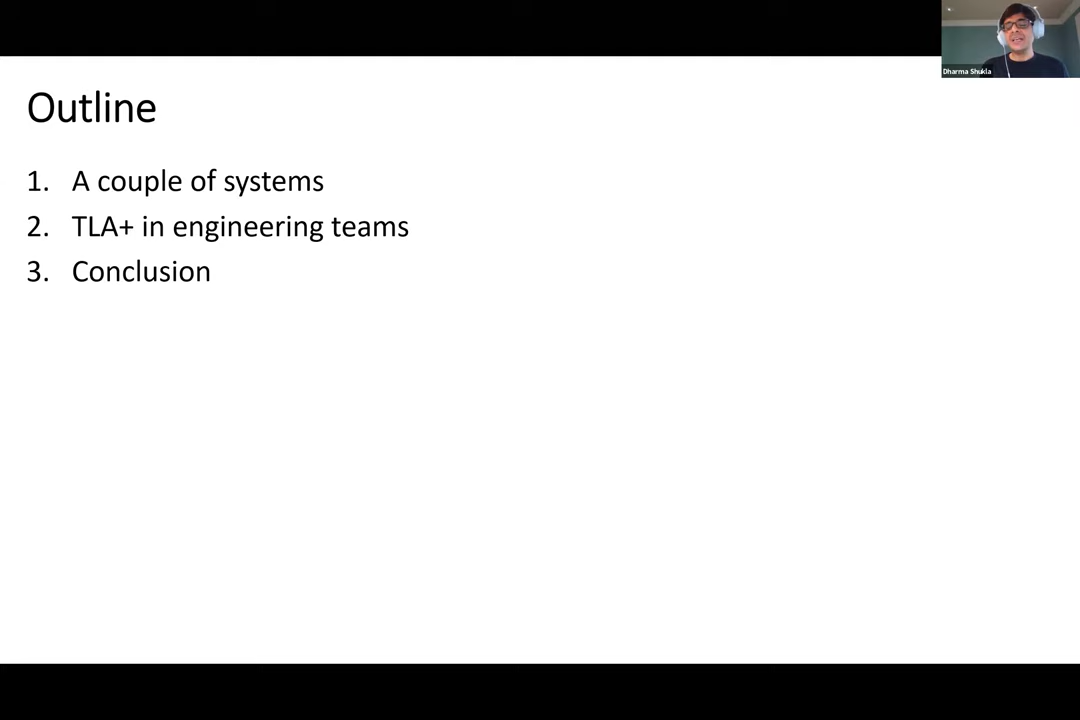 Dharma Shukla
Outline
1. A couple of systems
2. TLA+ in engineering teams
3. Conclusion